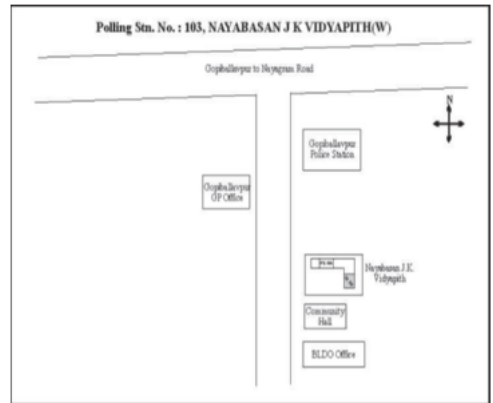 Polling Stn. No. : 103, NAYABASAN J K VIDYAPITH(W)
Gopiballavpur to Nayagram Road
N
Gopiballavpur
Police Station
Gopiballavpur
GP Office
Nayabasan J.K.
Vidyapith
Community
Hall
BLDO Office